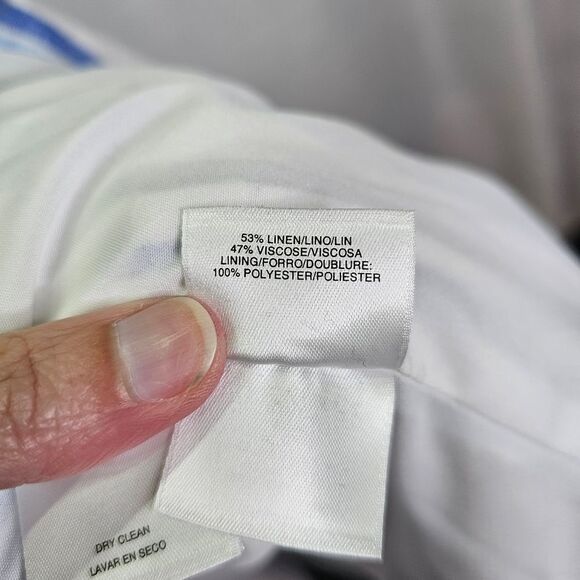 53% LINEN/LINO/LIN
47% VISCOSE/VISCOSA
LINING/FORRO/DOUBLURE:
100% POLYESTER/POLIESTER
DRY CLEAN
LAVAR EN SECO